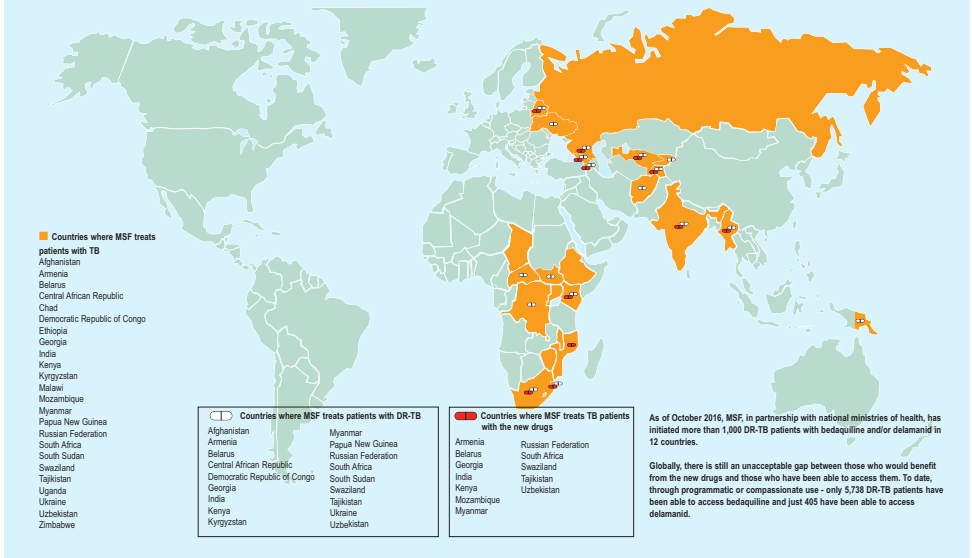 Countries where MSF treats
patients with TB
Afghanistan
Armenia
Belarus
Central African Republic
Chad
Democratic Republic of Congo
Ethiopia
Georgia
India
Kenya
Kyrgyzstan
Malawi
Mozambique
Myanmar
Papua New Guinea
Russian Federation
South Africa
South Sudan
Swaziland
Tajikistan
Uganda
Ukraine
Uzbekistan
Zimbabwe
Countries where MSF treats patients with DR-TB
Afghanistan
Armenia
Belarus
Central African Republic
Democratic Republic of Congo
Georgia
India
Kenya
Kyrgyzstan
Myanmar
Papua New Guinea
Russian Federation
South Africa
South Sudan
Swaziland
Tajikistan
Ukraine
Uzbekistan
Countries where MSF treats TB patients
with the new drugs
Armenia
Belarus
Georgia
India
Kenya
Mozambique
Myanmar
Russian Federation
South Africa
Swaziland
Tajikistan
Uzbekistan
As of October 2016, MSF, in partnership with national ministries of health, has
initiated more than 1,000 DR-TB patients with bedaquiline and/or delamanid in
12 countries.
Globally, there is still an unacceptable gap between those who would benefit
from the new drugs and those who have been able to access them. To date,
through programmatic or compassionate use - only 5,738 DR-TB patients have
been able to access bedaquiline and just 405 have been able to access
delamanid.